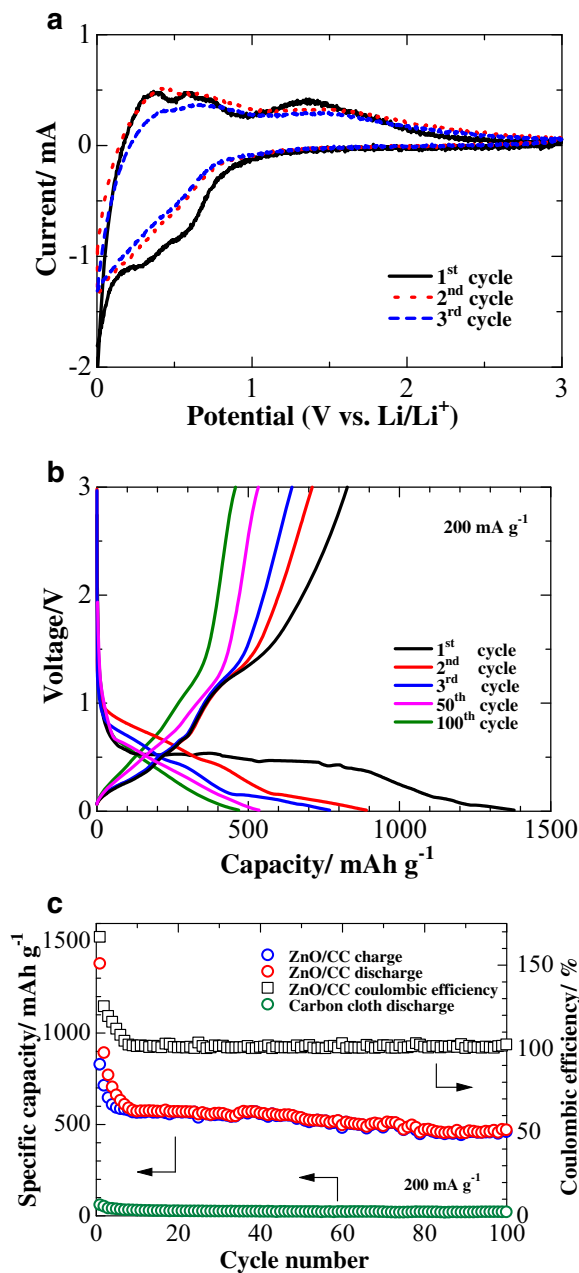 a
1
0
-1
-2
Current/ mA
1st cycle
2nd cycle
3rd cycle
0
1
2
3
Potential (V vs. Li/Li+)
b
3
2
1
0
Voltage/V
200 mA g-1
1st cycle
2nd cycle
3rd cycle
50th cycle
100th cycle
0
500
1000
1500
Capacity/ mAh g-1
c
1500
1000
500
0
Specific capacity/ mAh g-1
ZnO/CC charge
ZnO/CC discharge
ZnO/CC coulombic efficiency
Carbon cloth discharge
150
100
50
0
Coulombic efficiency/ %
200 mA g-1
0
20
40
60
80
100
Cycle number